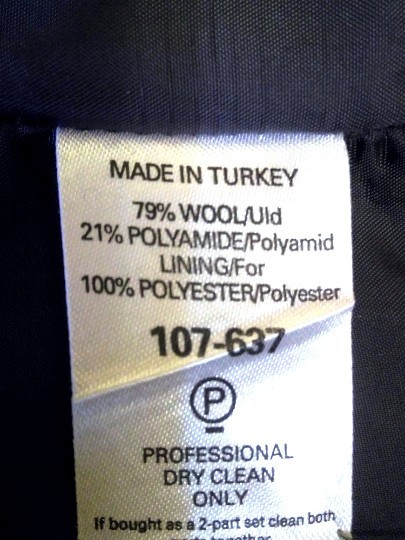 MADE IN TURKEY
79% WOOL/Uld
21% POLYAMIDE/Polyamid
LINING/For
100% POLYESTER/Polyester
107-637
P
PROFESSIONAL
DRY CLEAN
ONLY
If bought as a 2-part set clean both
together